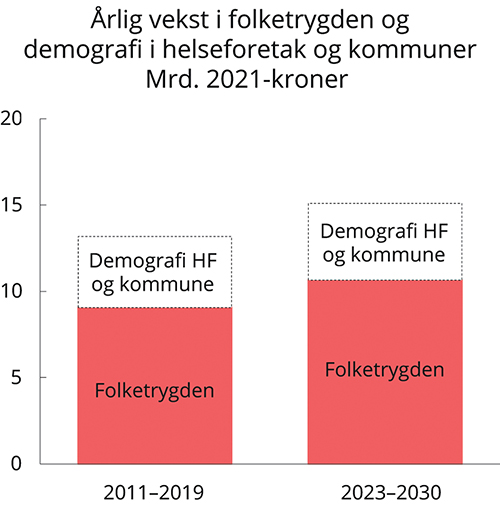 Årlig vekst i folketrygden og
demografi i helseforetak og kommuner
Mrd. 2021-kroner
20
15
10
5
0
Demografi HF
og kommune
Folketrygden
Demografi HF
og kommune
Folketrygden
2011–2019
2023–2030